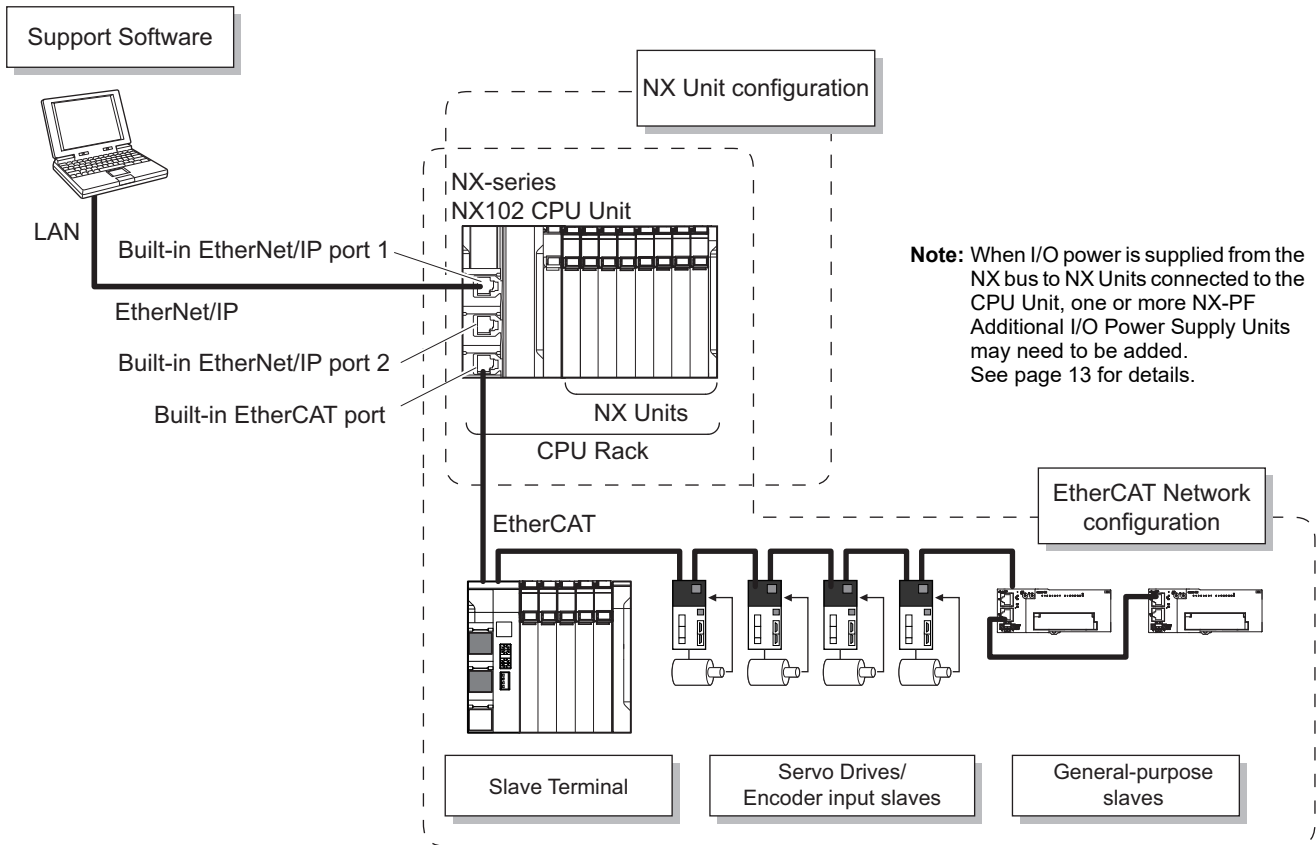 Support Software
NX Unit configuration
NX-series
NX102 CPU Unit
LAN
Built-in EtherNet/IP port 1
EtherNet/IP
Built-in EtherNet/IP port 2
Built-in EtherCAT port
NX Units
CPU Rack
Note: When I/O power is supplied from the
NX bus to NX Units connected to the
CPU Unit, one or more NX-PF
Additional I/O Power Supply Units
may need to be added.
See page 13 for details.
EtherCAT Network
configuration
EtherCAT
Slave Terminal
Servo Drives/
Encoder input slaves
General-purpose
slaves